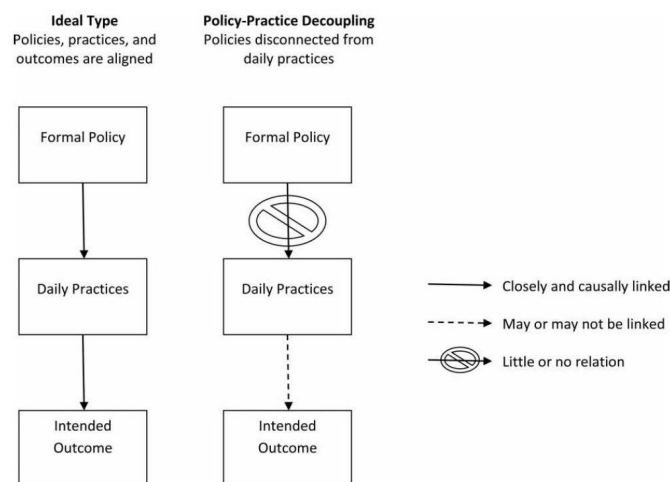 Ideal Type
Policies, practices, and
outcomes are aligned
Policy-Practice Decoupling
Policies disconnected from
daily practices
Formal Policy
Formal Policy
Daily Practices
Daily Practices
Intended
Outcome
Intended
Outcome
Closely and causally linked
May or may not be linked
Little or no relation